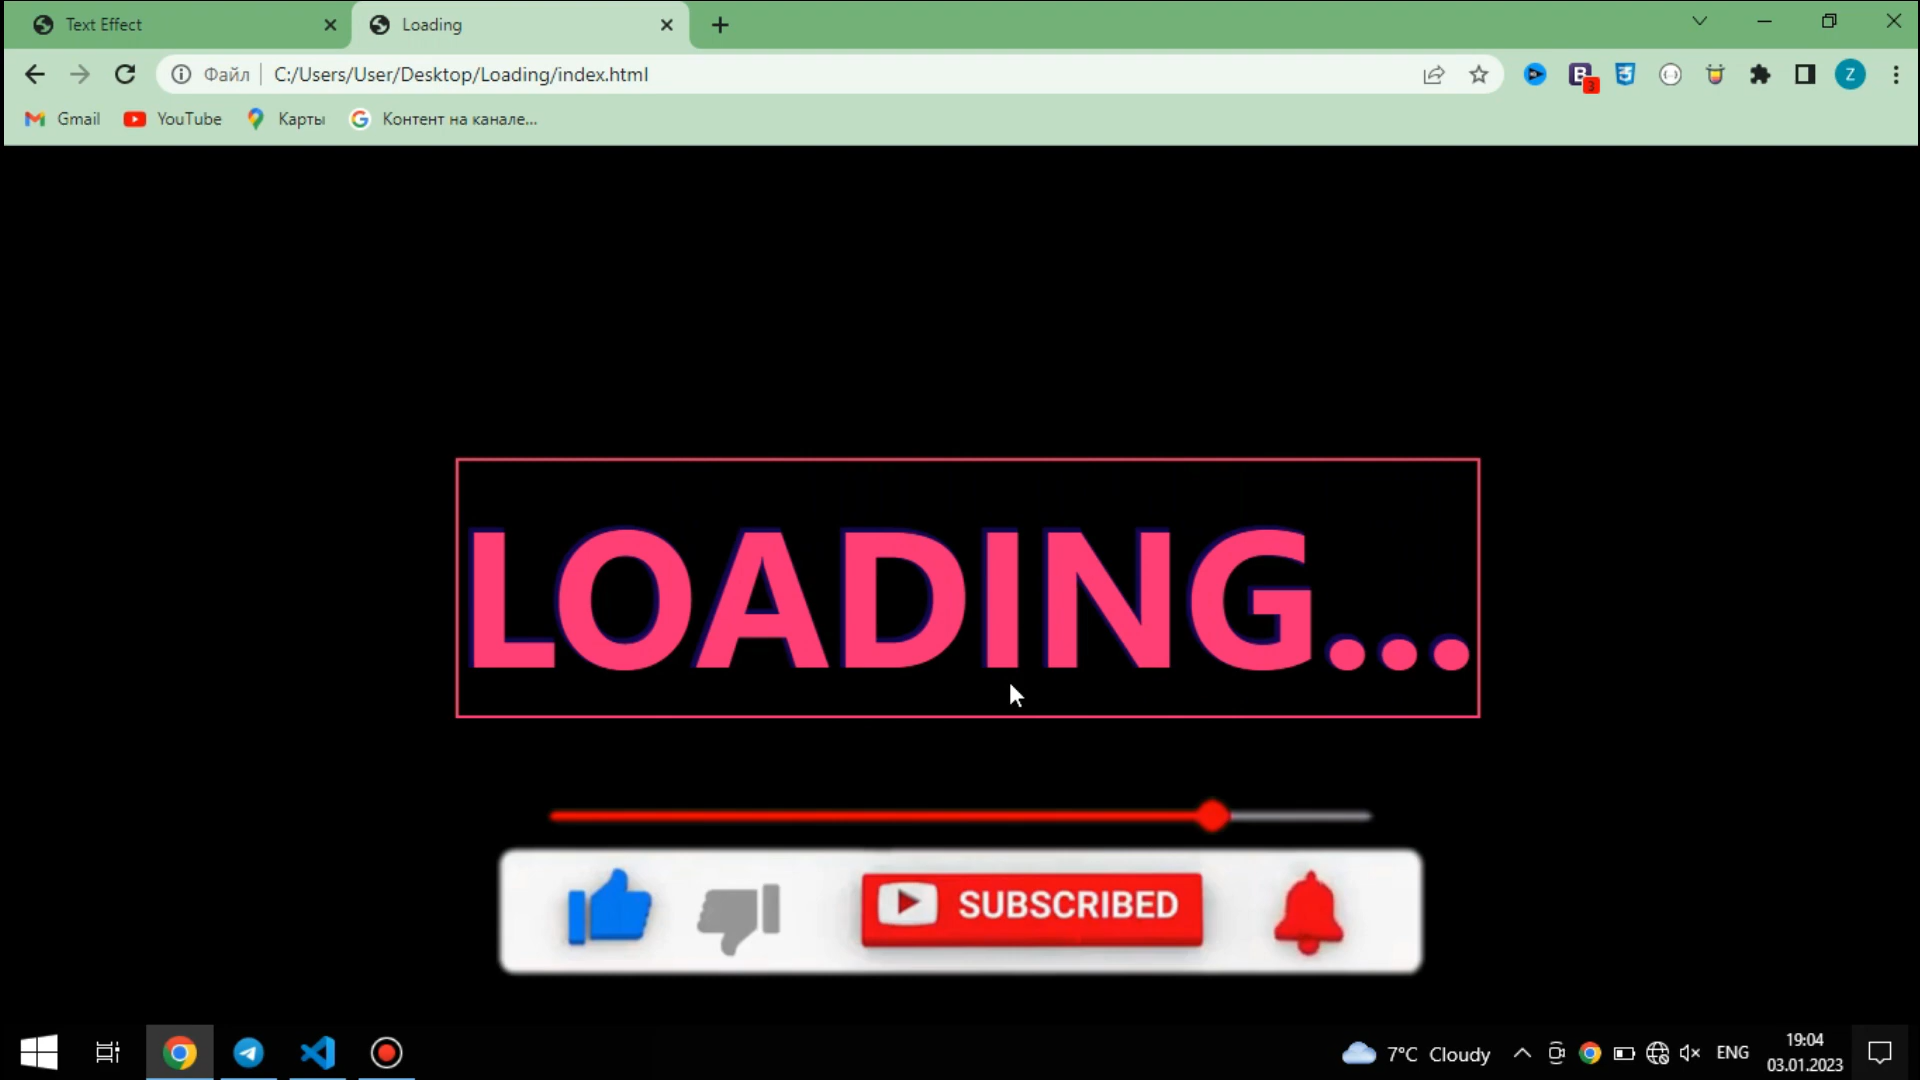 Text Effect
Loading
Файл
C:/Users/User/Desktop/Loading/index.html
3
Z
Gmail
YouTube
Карты
Контент на канале...
LOADING...
SUBSCRIBED
7°C Cloudy
ENG
19:04
03.01.2023